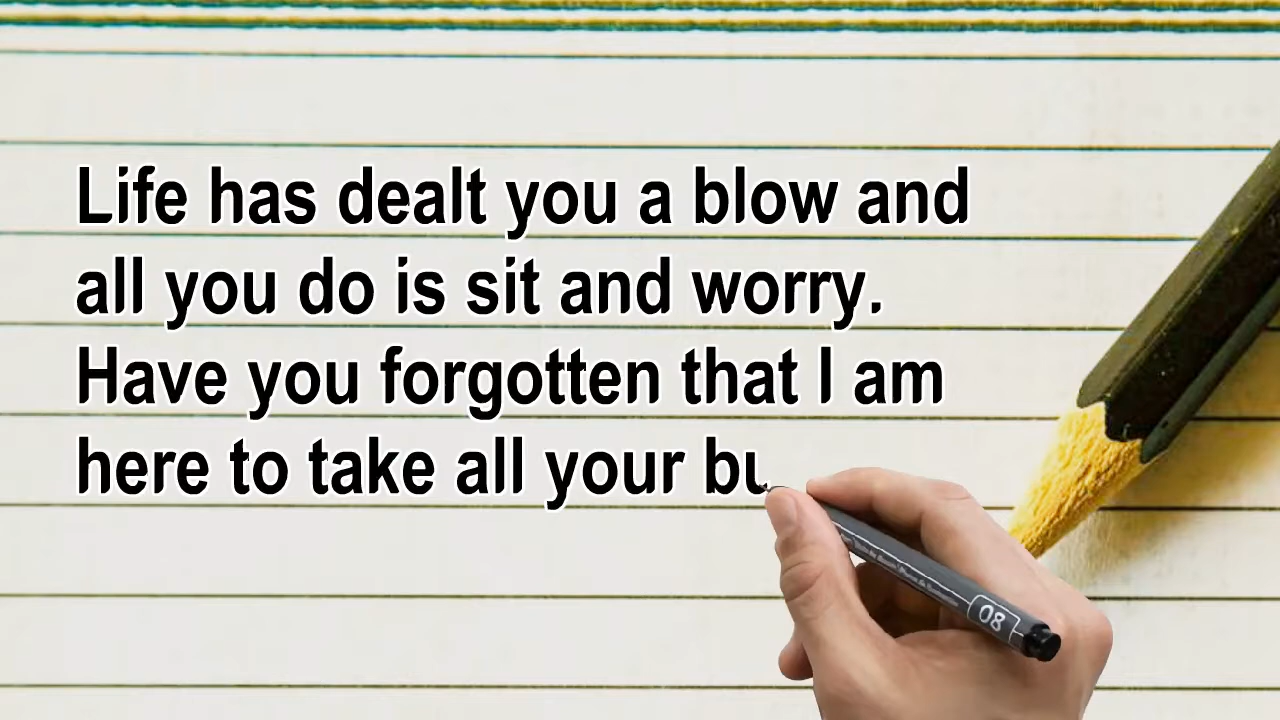 Life has dealt you a blow and
all you do is sit and worry.
Have you forgotten that I am
here to take all your bu
08